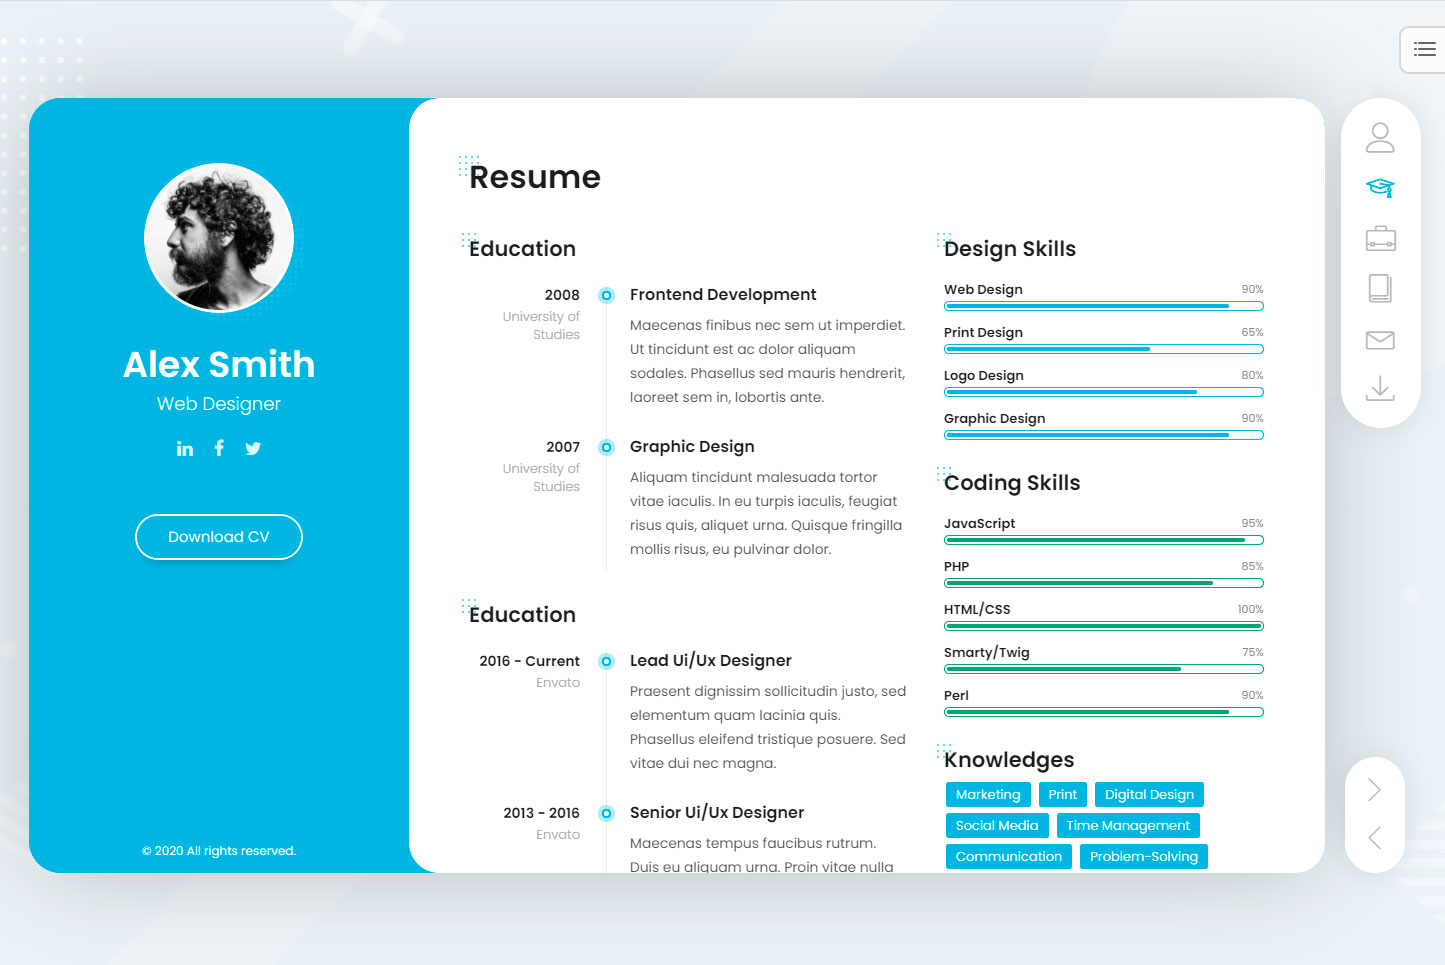 Alex Smith
Web Designer
Download CV
© 2020 All rights reserved.
Resume
Education
2008
University of
Studies
Frontend Development
Maecenas finibus nec sem ut imperdiet.
Ut tincidunt est ac dolor aliquam
sodales. Phasellus sed mauris hendrerit,
laoreet sem in, lobortis ante.
2007
University of
Studies
Graphic Design
Aliquam tincidunt malesuada tortor
vitae iaculis. In eu turpis iaculis, feugiat
risus quis, aliquet urna. Quisque fringilla
mollis risus, eu pulvinar dolor.
Education
2016 - Current
Envato
Lead Ui/Ux Designer
Praesent dignissim sollicitudin justo, sed
elementum quam lacinia quis.
Phasellus eleifend tristique posuere. Sed
vitae dui nec magna.
2013 - 2016
Envato
Senior Ui/Ux Designer
Maecenas tempus faucibus rutrum.
Duis eu aliquam urna. Proin vitae nulla
Design Skills
Web Design 90%
Print Design 65%
Logo Design 80%
Graphic Design 90%
Coding Skills
JavaScript 95%
PHP 85%
HTML/CSS 100%
Smarty/Twig 75%
Perl 90%
Knowledges
Marketing Print Digital Design
Social Media Time Management
Communication Problem-Solving